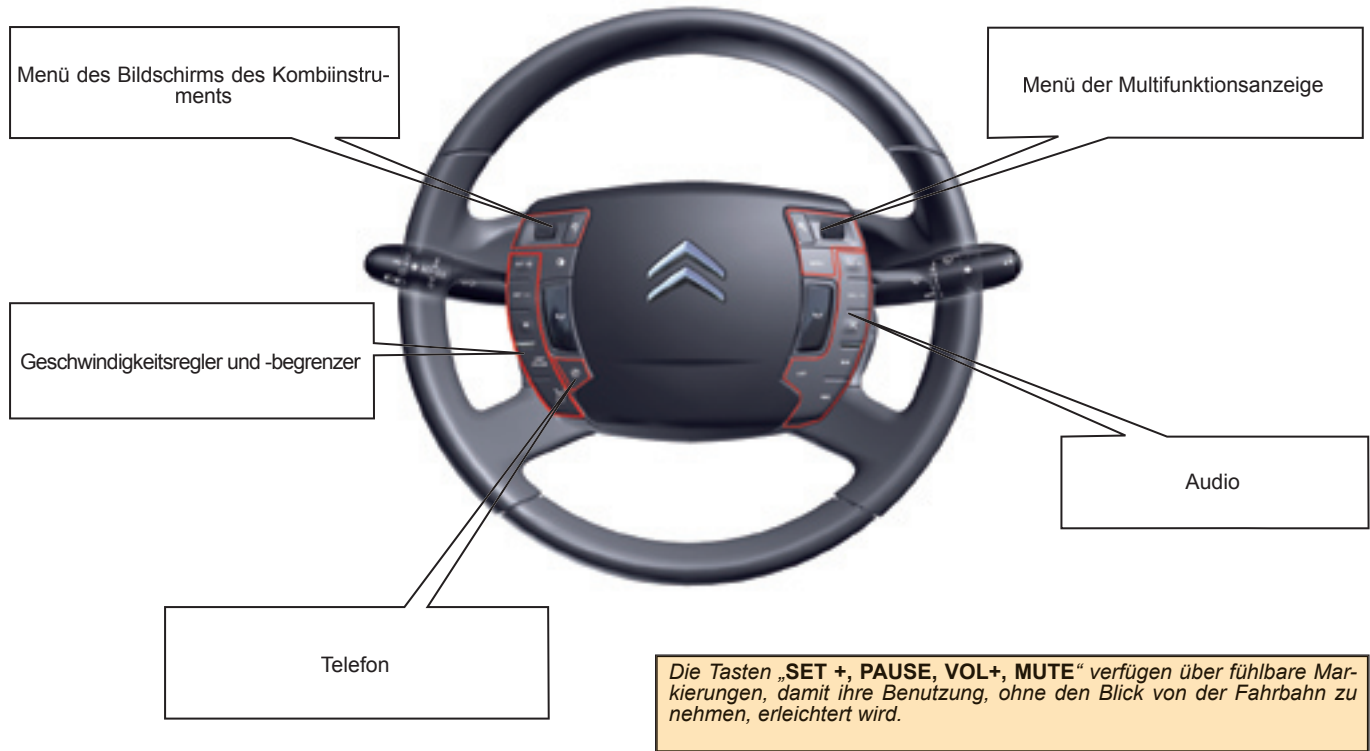 Menü des Bildschirms des Kombiinstru-
ments
Menü der Multifunktionsanzeige
Geschwindigkeitsregler und -begrenzer
Audio
Telefon
Die Tasten „SET +, PAUSE, VOL+, MUTE“ verfügen über fühlbare Mar-
kierungen, damit ihre Benutzung, ohne den Blick von der Fahrbahn zu
nehmen, erleichtert wird.